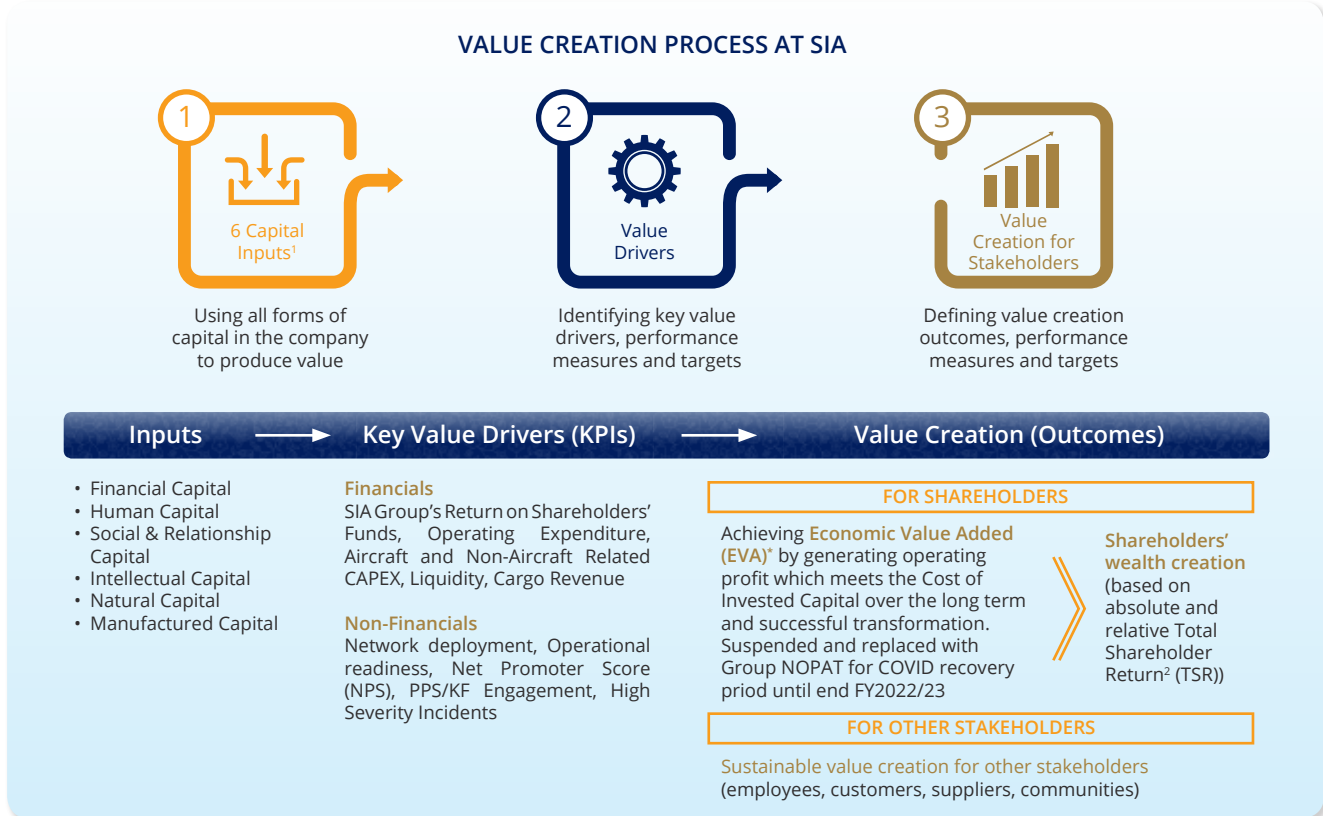 VALUE CREATION PROCESS AT SIA
1
6 Capital
Inputs¹
Using all forms of
capital in the company
to produce value
2
Value
Drivers
Identifying key value
drivers, performance
measures and targets
3
Value
Creation for
Stakeholders
Defining value creation
outcomes, performance
measures and targets
Inputs
Key Value Drivers (KPIs)
Value Creation (Outcomes)
• Financial Capital
• Human Capital
• Social & Relationship
Capital
• Intellectual Capital
• Natural Capital
• Manufactured Capital
Financials
SIA Group's Return on Shareholders'
Funds, Operating Expenditure,
Aircraft and Non-Aircraft Related
CAPEX, Liquidity, Cargo Revenue
Non-Financials
Network deployment, Operational
readiness, Net Promoter Score
(NPS), PPS/KF Engagement, High
Severity Incidents
FOR SHAREHOLDERS
Achieving Economic Value Added
(EVA)* by generating operating
profit which meets the Cost of
Invested Capital over the long term
and successful transformation.
Suspended and replaced with
Group NOPAT for COVID recovery
priod until end FY2022/23
Shareholders'
wealth creation
(based on
absolute and
relative Total
Shareholder
Return² (TSR))
FOR OTHER STAKEHOLDERS
Sustainable value creation for other stakeholders
(employees, customers, suppliers, communities)